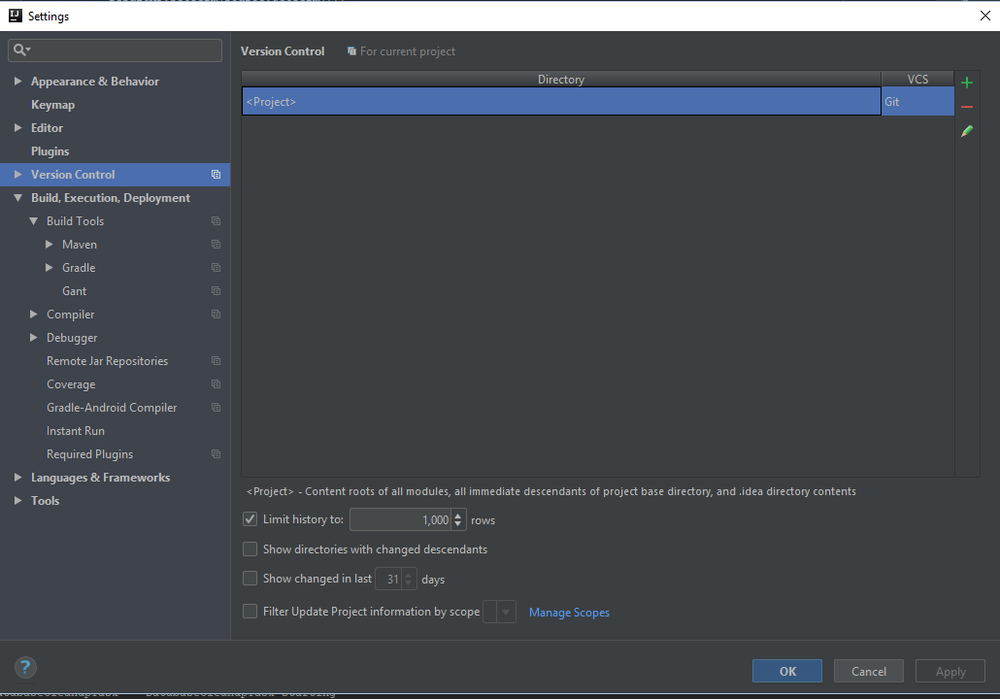 Settings
Version Control For current project
Appearance & Behavior
Keymap
Editor
Plugins
Version Control
Build, Execution, Deployment
Build Tools
Maven
Gradle
Gant
Compiler
Debugger
Remote Jar Repositories
Coverage
Gradle-Android Compiler
Instant Run
Required Plugins
Languages & Frameworks
Tools
Directory VCS
<Project> Git
<Project> - Content roots of all modules, all immediate descendants of project base directory, and .idea directory contents
Limit history to: 1,000 rows
Show directories with changed descendants
Show changed in last 31 days
Filter Update Project information by scope Manage Scopes
? OK Cancel Apply